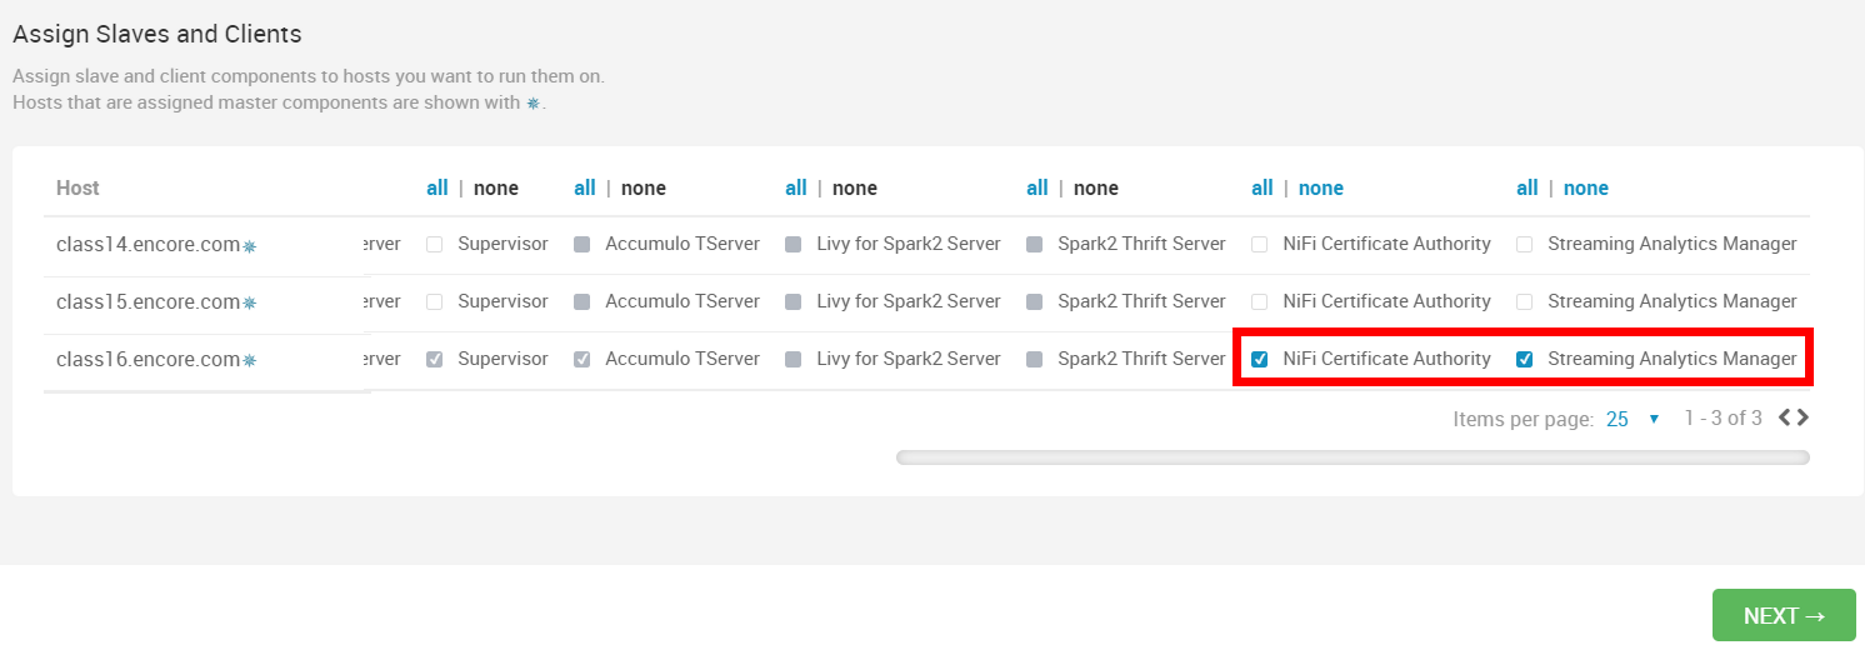 Assign Slaves and Clients
Assign slave and client components to hosts you want to run them on.
Hosts that are assigned master components are shown with ✵.
Host all | none all | none all | none all | none all | none all | none
class14.encore.com✵ erver Supervisor Accumulo TServer Livy for Spark2 Server Spark2 Thrift Server NiFi Certificate Authority Streaming Analytics Manager
class15.encore.com✵ erver Supervisor Accumulo TServer Livy for Spark2 Server Spark2 Thrift Server NiFi Certificate Authority Streaming Analytics Manager
class16.encore.com✵ erver Supervisor Accumulo TServer Livy for Spark2 Server Spark2 Thrift Server NiFi Certificate Authority Streaming Analytics Manager
Items per page: 25 1 - 3 of 3
NEXT →